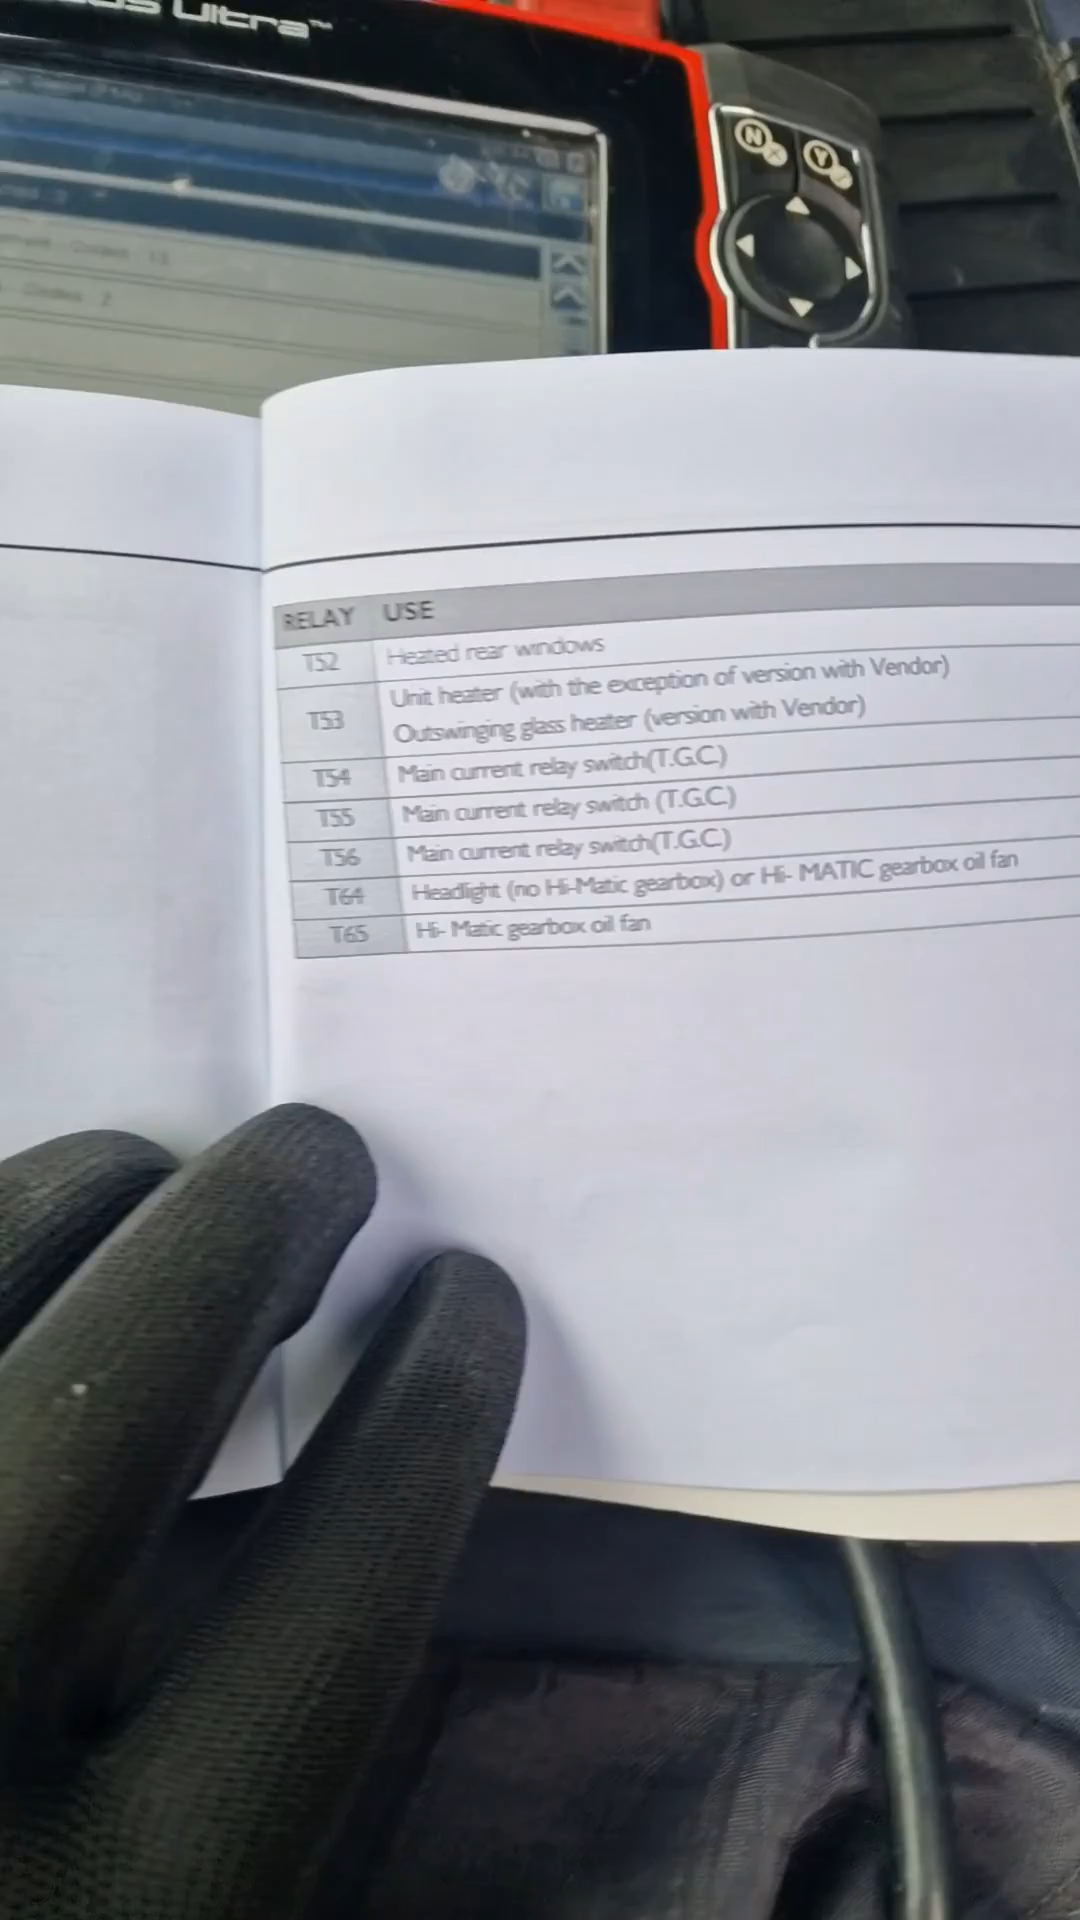 Ultra™
N
Y
RELAY USE
T52 Heated rear windows
T53 Unit heater (with the exception of version with Vendor)
Outswinging glass heater (version with Vendor)
T54 Main current relay switch(T.G.C.)
T55 Main current relay switch (T.G.C.)
T56 Main current relay switch(T.G.C.)
T64 Headlight (no Hi-Matic gearbox) or Hi- MATIC gearbox oil fan
T65 Hi- Matic gearbox oil fan